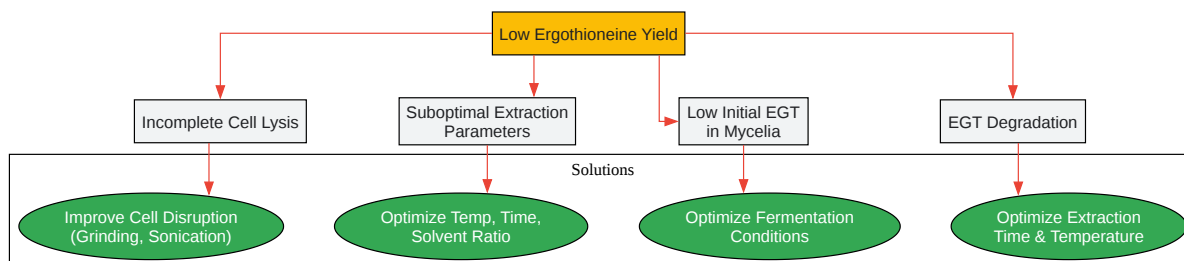 Low Ergothioneine Yield
Incomplete Cell Lysis
Suboptimal Extraction
Parameters
Low Initial EGT
in Mycelia
EGT Degradation
Solutions
Improve Cell Disruption
(Grinding, Sonication)
Optimize Temp, Time,
Solvent Ratio
Optimize Fermentation
Conditions
Optimize Extraction
Time & Temperature